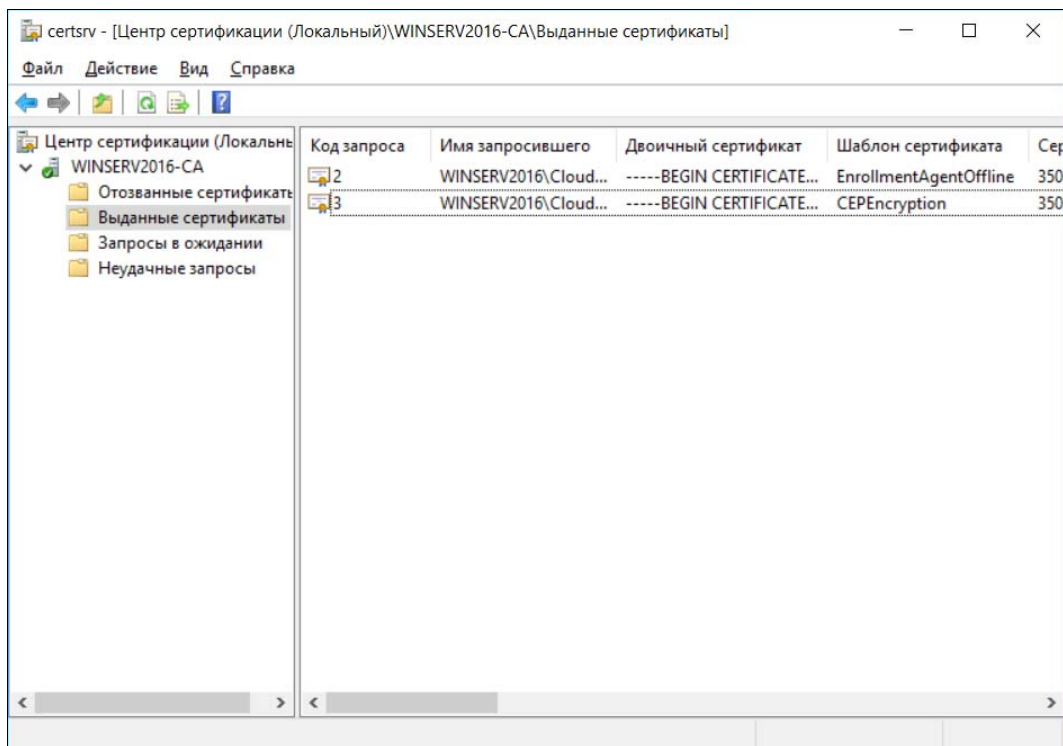 certsrv - [Центр сертификации (Локальный)\WINSERV2016-CA\Выданные сертификаты]
Файл Действие Вид Справка
Центр сертификации (Локальнь
WINSERV2016-CA
Отозванные сертификать
Выданные сертификаты
Запросы в ожидании
Неудачные запросы
Код запроса Имя запросившего Двоичный сертификат Шаблон сертификата Сер
2 WINSERV2016\Cloud... -----BEGIN CERTIFICATE... EnrollmentAgentOffline 350
3 WINSERV2016\Cloud... -----BEGIN CERTIFICATE... CEPEncryption 350